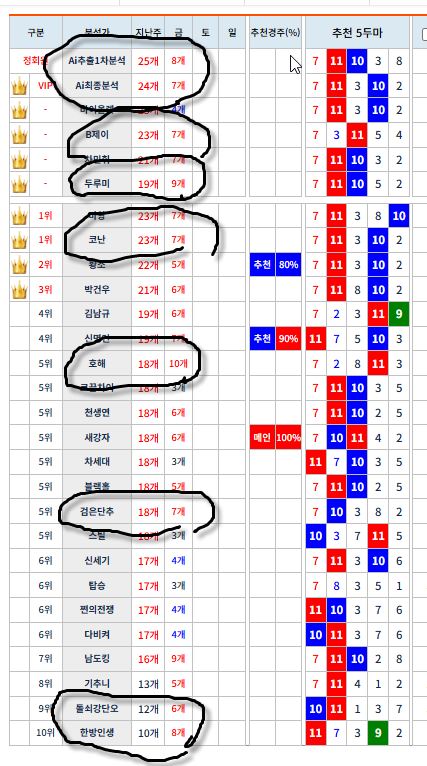 구분 분석가 지난주 금 토 일 추천경주(%) 추천 5두마
정회원 Ai추출1차분석 25개 8개 7 11 10 3 8
VIP Ai최종분석 24개 7개 7 11 3 10 2
- 4개 7 11 3 10 2
- B제이 23개 7개 7 3 11 5 4
- 21개 7개 7 11 10 3 2
- 두루미 19개 9개 7 11 10 5 2
1위 23개 7개 7 11 3 8 10
1위 코난 23개 7개 7 11 3 10 2
2위 황조 22개 5개 추천 80% 7 11 3 10 2
3위 박건우 21개 6개 7 11 8 10 2
4위 김남규 19개 6개 7 2 3 11 9
4위 신명인 19개 7개 추천 90% 11 7 5 10 3
5위 호해 18개 10개 7 2 8 11 3
5위 18개 3개 7 11 10 3 5
5위 천생연 18개 6개 7 11 10 2 5
5위 새강자 18개 6개 메인 100% 7 10 11 4 2
5위 차세대 18개 3개 11 7 10 3 5
5위 블랙홀 18개 5개 7 11 10 2 5
5위 검은단추 18개 7개 7 10 3 8 2
5위 스틸 18개 3개 10 3 7 11 5
6위 신세기 17개 4개 7 11 3 10 6
6위 탑승 17개 3개 7 8 3 5 1
6위 쩐의전쟁 17개 4개 11 10 3 7 6
6위 다비켜 17개 4개 10 11 3 7 6
7위 남도킹 16개 9개 7 11 10 2 8
8위 기추니 13개 5개 7 11 4 1 2
9위 돌쇠강단오 12개 6개 10 11 1 3 7
10위 한방인생 10개 8개 11 7 3 9 2